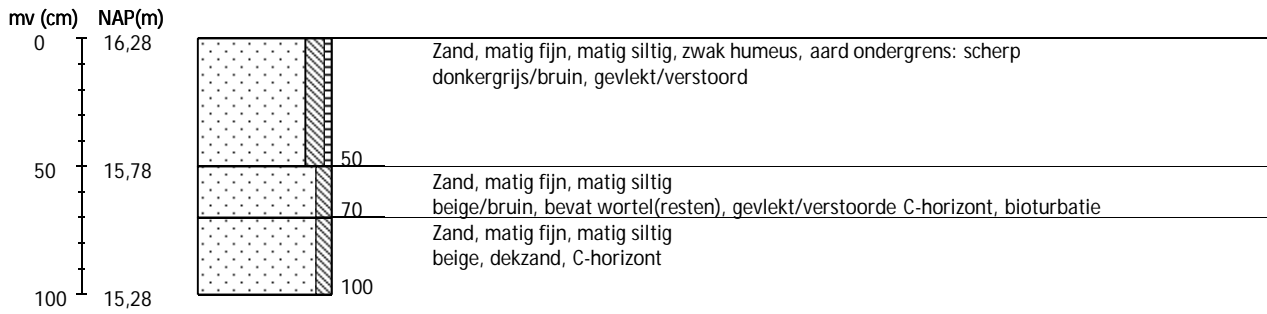 mv (cm) NAP(m)
0 16,28
Zand, matig fijn, matig siltig, zwak humeus, aard ondergrens: scherp
donkergrijs/bruin, gevlekt/verstoord
50
50 15,78
Zand, matig fijn, matig siltig
beige/bruin, bevat wortel(resten), gevlekt/verstoorde C-horizont, bioturbatie
70
Zand, matig fijn, matig siltig
beige, dekzand, C-horizont
100
100 15,28